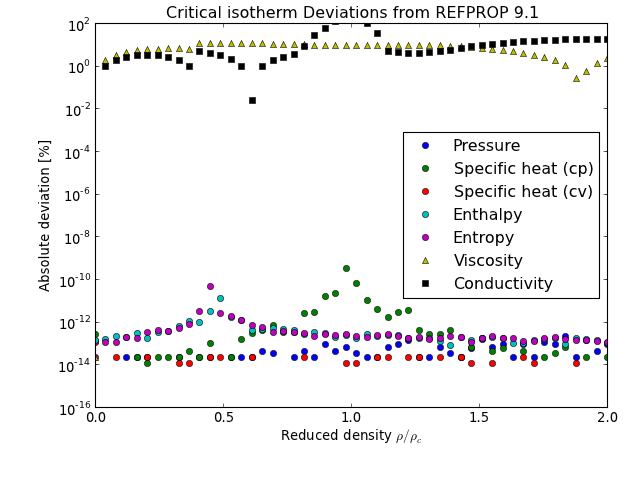 Critical isotherm Deviations from REFPROP 9.1
Absolute deviation [%]
10^2
10^0
10^-2
10^-4
10^-6
10^-8
10^-10
10^-12
10^-14
10^-16
Pressure
Specific heat (cp)
Specific heat (cv)
Enthalpy
Entropy
Viscosity
Conductivity
0.0 0.5 1.0 1.5 2.0
Reduced density ρ/ρ_c